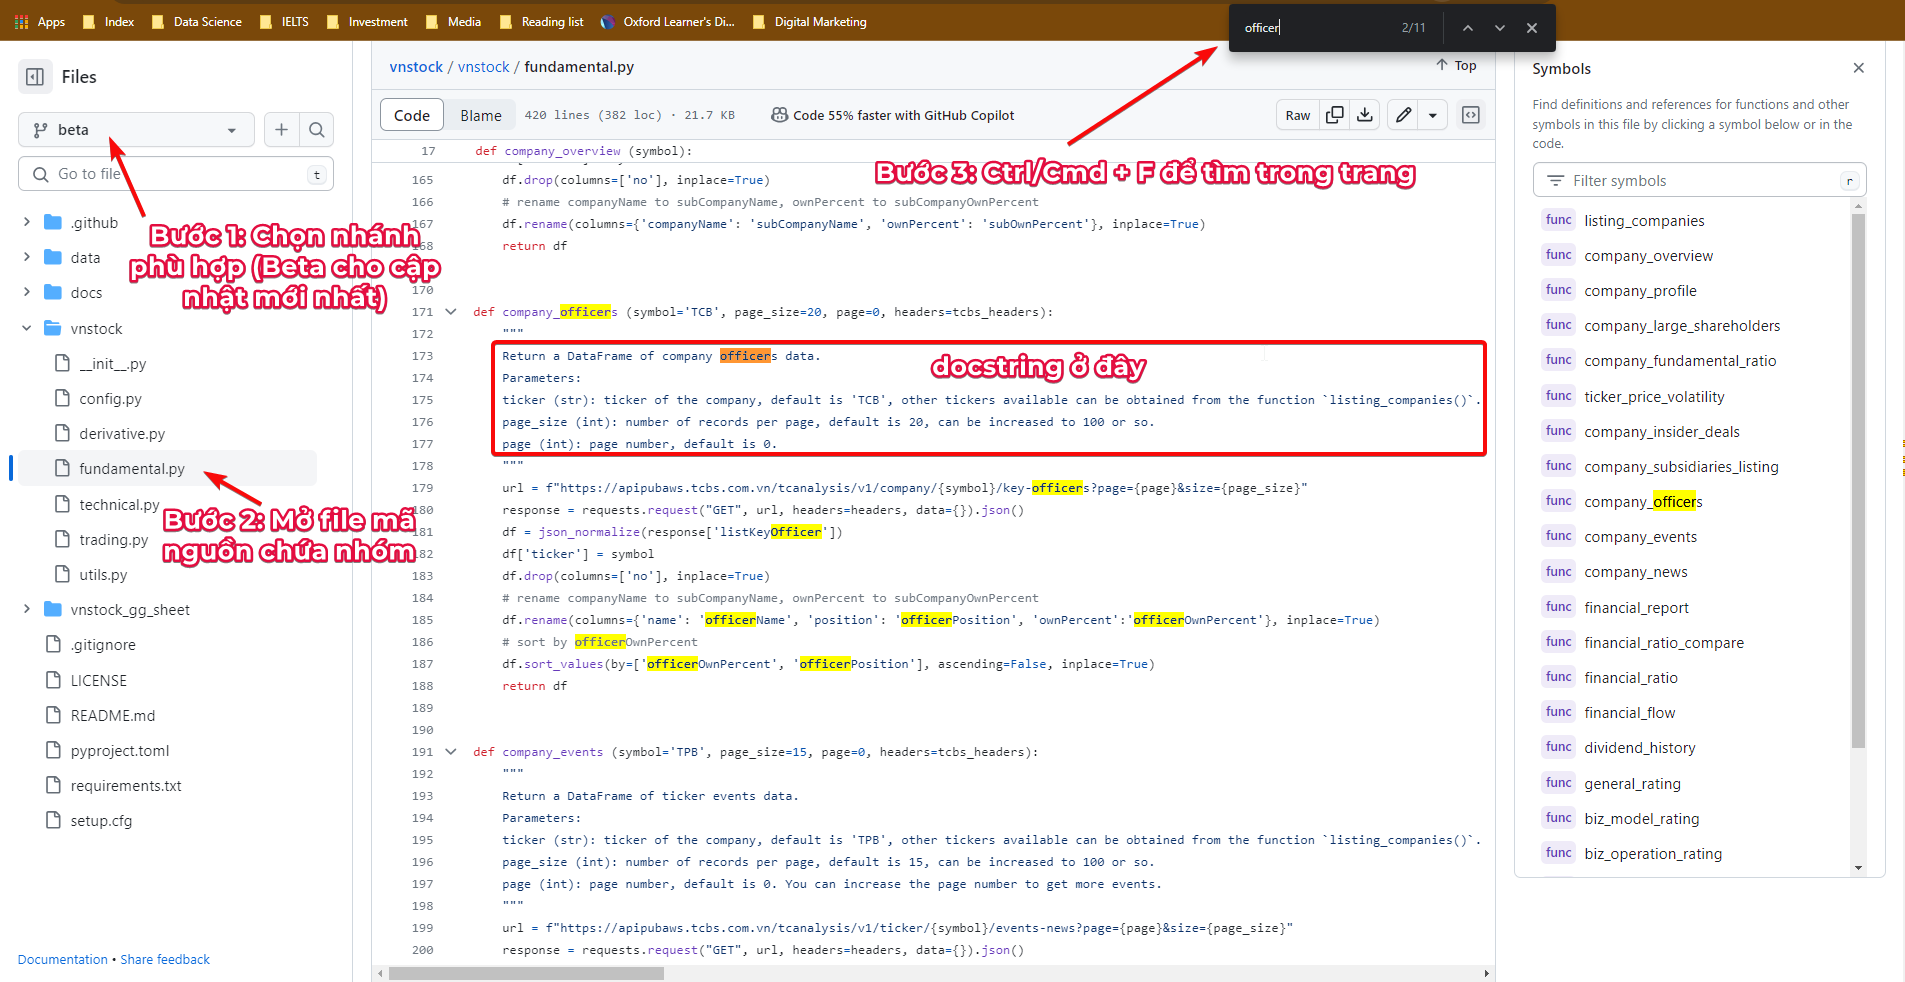 Apps
Index
Data Science
IELTS
Investment
Media
Reading list
Oxford Learner's Di...
Digital Marketing
officer
2/11
Files
beta
Go to file
t
.github
data
docs
vnstock
__init__.py
config.py
derivative.py
fundamental.py
technical.py
trading.py
utils.py
vnstock_gg_sheet
.gitignore
LICENSE
README.md
pyproject.toml
requirements.txt
setup.cfg
Documentation • Share feedback
Bước 1: Chọn nhánh
phù hợp (Beta cho cập
nhật mới nhất)
Bước 2: Mở file mã
nguồn chứa nhóm
Bước 3: Ctrl/Cmd + F để tìm trong trang
docstring ở đây
vnstock / vnstock / fundamental.py
Top
Code
Blame
420 lines (382 loc) · 21.7 KB
Code 55% faster with GitHub Copilot
Raw
17 def company_overview (symbol):
165 df.drop(columns=['no'], inplace=True)
166 # rename companyName to subCompanyName, ownPercent to subCompanyOwnPercent
167 df.rename(columns={'companyName': 'subCompanyName', 'ownPercent': 'subOwnPercent'}, inplace=True)
168 return df
170
171 def company_officers (symbol='TCB', page_size=20, page=0, headers=tcbs_headers):
172 """
173 Return a DataFrame of company officers data.
174 Parameters:
175 ticker (str): ticker of the company, default is 'TCB', other tickers available can be obtained from the function `listing_companies()`.
176 page_size (int): number of records per page, default is 20, can be increased to 100 or so.
177 page (int): page number, default is 0.
178 """
179 url = f"https://apipubaws.tcbs.com.vn/tcanalysis/v1/company/{symbol}/key-officers?page={page}&size={page_size}"
180 response = requests.request("GET", url, headers=headers, data={}).json()
181 df = json_normalize(response['listKeyOfficer'])
182 df['ticker'] = symbol
183 df.drop(columns=['no'], inplace=True)
184 # rename companyName to subCompanyName, ownPercent to subCompanyOwnPercent
185 df.rename(columns={'name': 'officerName', 'position': 'officerPosition', 'ownPercent':'officerOwnPercent'}, inplace=True)
186 # sort by officerOwnPercent
187 df.sort_values(by=['officerOwnPercent', 'officerPosition'], ascending=False, inplace=True)
188 return df
189
190
191 def company_events (symbol='TPB', page_size=15, page=0, headers=tcbs_headers):
192 """
193 Return a DataFrame of ticker events data.
194 Parameters:
195 ticker (str): ticker of the company, default is 'TPB', other tickers available can be obtained from the function `listing_companies()`.
196 page_size (int): number of records per page, default is 15, can be increased to 100 or so.
197 page (int): page number, default is 0. You can increase the page number to get more events.
198 """
199 url = f"https://apipubaws.tcbs.com.vn/tcanalysis/v1/ticker/{symbol}/events-news?page={page}&size={page_size}"
200 response = requests.request("GET", url, headers=headers, data={}).json()
Symbols
Find definitions and references for functions and other
symbols in this file by clicking a symbol below or in the
code.
Filter symbols
r
func listing_companies
func company_overview
func company_profile
func company_large_shareholders
func company_fundamental_ratio
func ticker_price_volatility
func company_insider_deals
func company_subsidiaries_listing
func company_officers
func company_events
func company_news
func financial_report
func financial_ratio_compare
func financial_ratio
func financial_flow
func dividend_history
func general_rating
func biz_model_rating
func biz_operation_rating